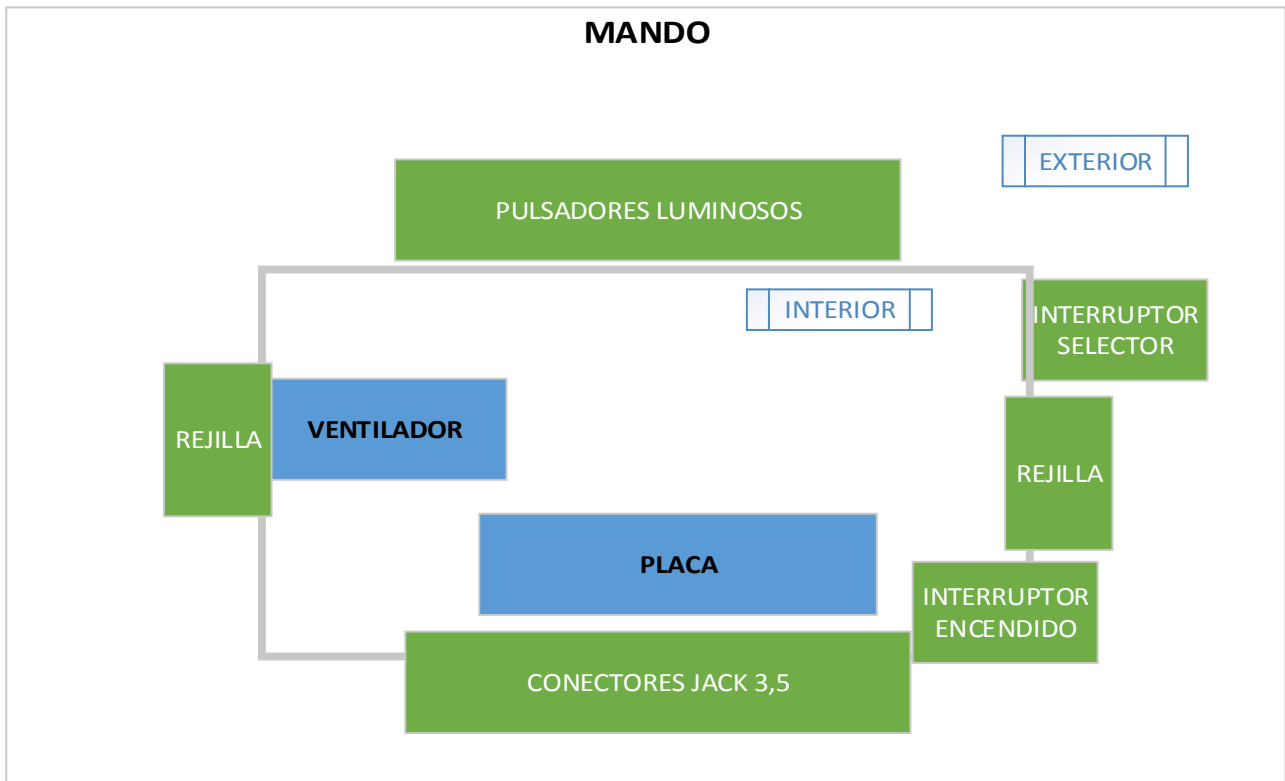 MANDO
EXTERIOR
PULSADORES LUMINOSOS
INTERIOR
INTERRUPTOR
SELECTOR
REJILLA
VENTILADOR
REJILLA
PLACA
INTERRUPTOR
ENCENDIDO
CONECTORES JACK 3,5